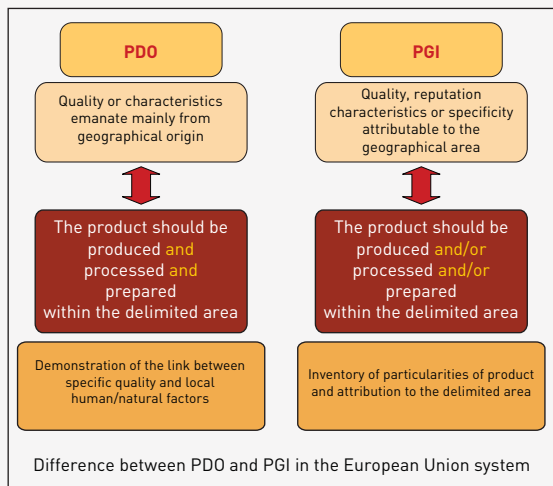 PDO
Quality or characteristics
emanate mainly from
geographical origin
The product should be
produced and
processed and
prepared
within the delimited area
Demonstration of the link between
specific quality and local
human/natural factors
PGI
Quality, reputation
characteristics or specificity
attributable to the
geographical area
The product should be
produced and/or
processed and/or
prepared
within the delimited area
Inventory of particularities of product
and attribution to the delimited area
Difference between PDO and PGI in the European Union system